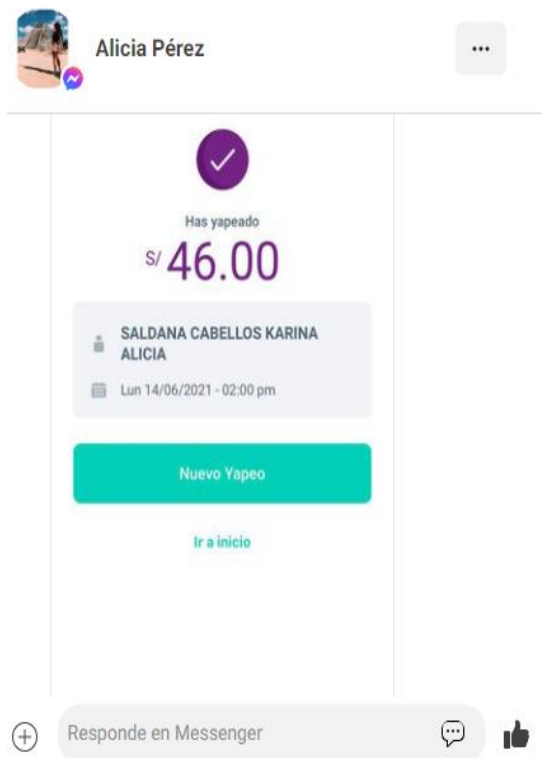 Alicia Pérez
Has yapeado
S/ 46.00
SALDANA CABELLOS KARINA
ALICIA
Lun 14/06/2021 - 02:00 pm
Nuevo Yapeo
Ir a inicio
Responde en Messenger